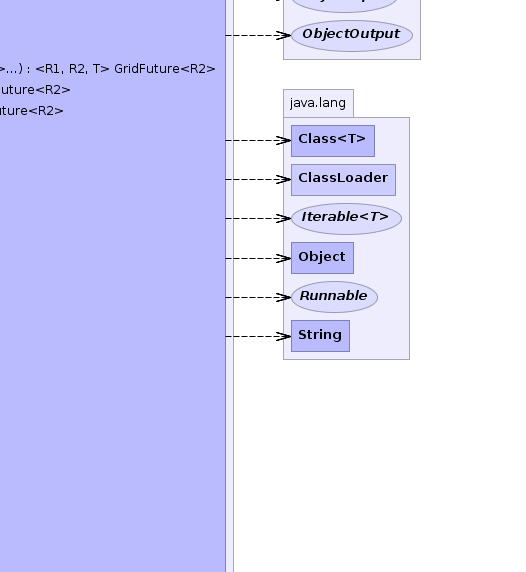 ObjectOutput
>...) : <R1, R2, T> GridFuture<R2>
uture<R2>
uture<R2>
java.lang
Class<T>
ClassLoader
Iterable<T>
Object
Runnable
String